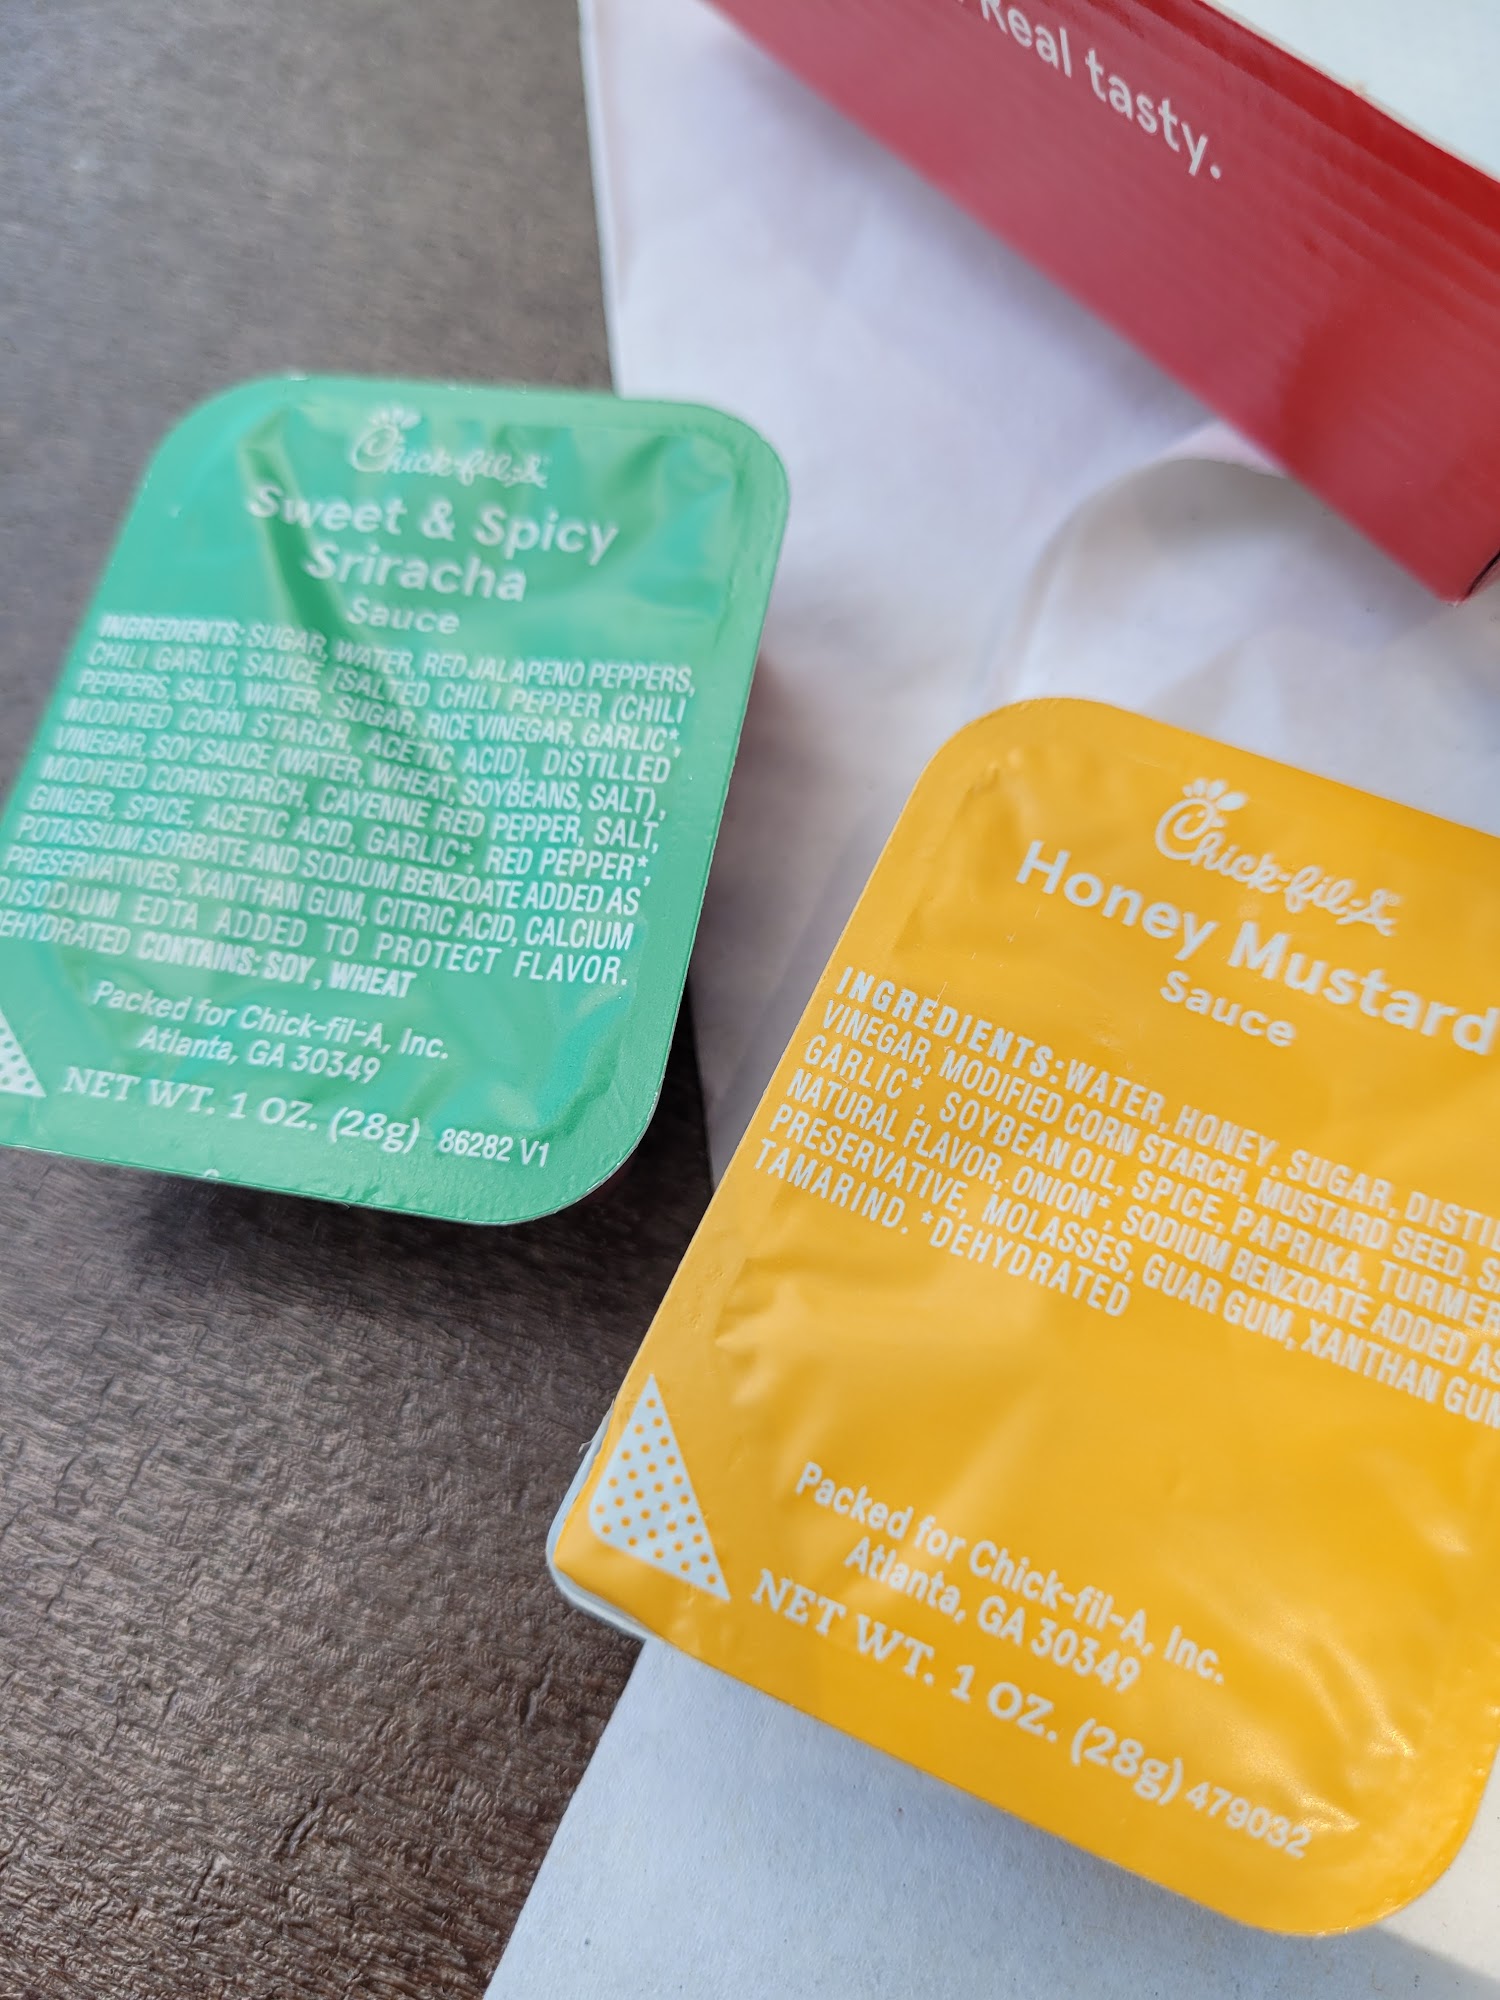 Real tasty.
Chick-fil-A
Sweet & Spicy
Sriracha
Sauce
INGREDIENTS: SUGAR, WATER, RED JALAPENO PEPPERS,
CHILI GARLIC SAUCE [SALTED CHILI PEPPER (CHILI
PEPPERS, SALT), WATER, SUGAR, RICE VINEGAR, GARLIC*,
MODIFIED CORN STARCH, ACETIC ACID], DISTILLED
VINEGAR, SOY SAUCE (WATER, WHEAT, SOYBEANS, SALT),
MODIFIED CORNSTARCH, CAYENNE RED PEPPER, SALT,
GINGER, SPICE, ACETIC ACID, GARLIC*, RED PEPPER*,
POTASSIUM SORBATE AND SODIUM BENZOATE ADDED AS
PRESERVATIVES, XANTHAN GUM, CITRIC ACID, CALCIUM
DISODIUM EDTA ADDED TO PROTECT FLAVOR.
EHYDRATED CONTAINS: SOY, WHEAT
Packed for Chick-fil-A, Inc.
Atlanta, GA 30349
NET WT. 1 OZ. (28g) 86282 V1
Chick-fil-A
Honey Mustard
Sauce
INGREDIENTS: WATER, HONEY, SUGAR, DISTIL
VINEGAR, MODIFIED CORN STARCH, MUSTARD SEED,
GARLIC*, SOYBEAN OIL, SPICE, PAPRIKA, TURMER
NATURAL FLAVOR, ONION*, SODIUM BENZOATE ADDED AS
PRESERVATIVE, MOLASSES, GUAR GUM, XANTHAN GUM
TAMARIND. *DEHYDRATED
Packed for Chick-fil-A, Inc.
Atlanta, GA 30349
NET WT. 1 OZ. (28g) 479032